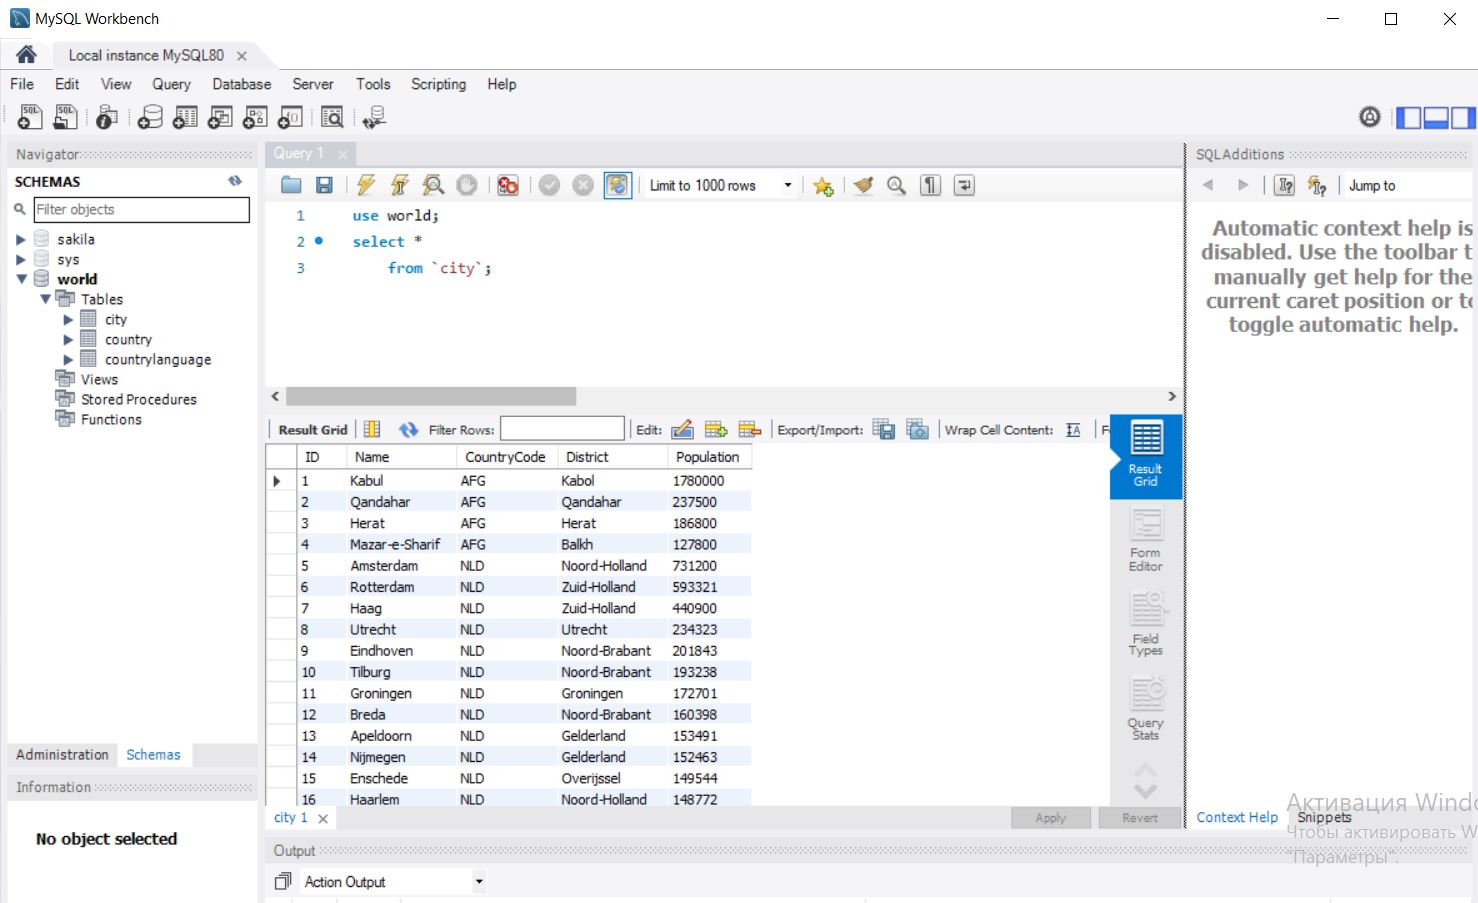 MySQL Workbench
Local instance MySQL80
File Edit View Query Database Server Tools Scripting Help
Navigator
SCHEMAS
Filter objects
sakila
sys
world
Tables
city
country
countrylanguage
Views
Stored Procedures
Functions
Administration Schemas
Information
No object selected
Query 1
Limit to 1000 rows
1 use world;
2 select *
3 from `city`;
Result Grid Filter Rows: Edit: Export/Import: Wrap Cell Content:
ID Name CountryCode District Population
1 Kabul AFG Kabol 1780000
2 Qandahar AFG Qandahar 237500
3 Herat AFG Herat 186800
4 Mazar-e-Sharif AFG Balkh 127800
5 Amsterdam NLD Noord-Holland 731200
6 Rotterdam NLD Zuid-Holland 593321
7 Haag NLD Zuid-Holland 440900
8 Utrecht NLD Utrecht 234323
9 Eindhoven NLD Noord-Brabant 201843
10 Tilburg NLD Noord-Brabant 193238
11 Groningen NLD Groningen 172701
12 Breda NLD Noord-Brabant 160398
13 Apeldoorn NLD Gelderland 153491
14 Nijmegen NLD Gelderland 152463
15 Enschede NLD Overijssel 149544
16 Haarlem NLD Noord-Holland 148772
Result
Grid
Form
Editor
Field
Types
Query
Stats
city 1
Apply Revert
Output
Action Output
SQLAdditions
Jump to
Automatic context help is
disabled. Use the toolbar t
manually get help for the
current caret position or to
toggle automatic help.
Context Help Snippets
Активация Windo
Чтобы активировать W
"Параметры".